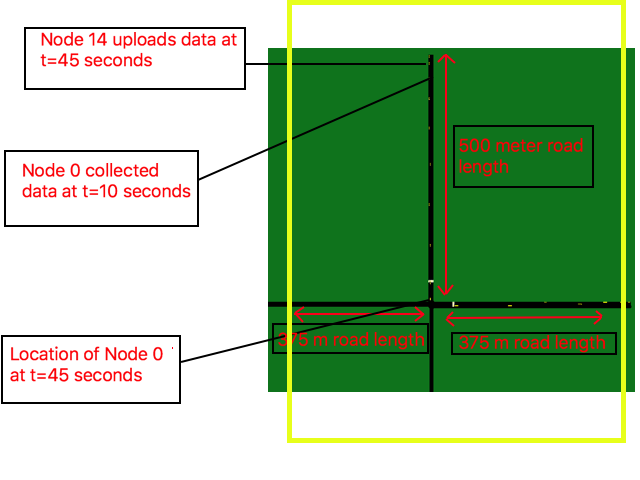 Node 14 uploads data at
t=45 seconds
Node 0 collected
data at t=10 seconds
500 meter road
length
375 m road length
375 m road length
Location of Node 0
at t=45 seconds